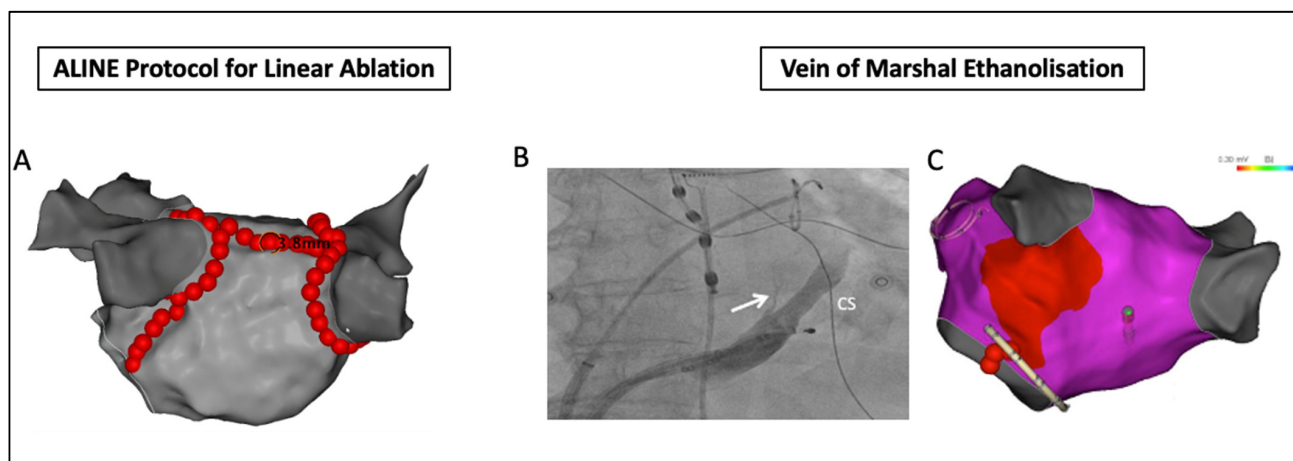 ALINE Protocol for Linear Ablation
Vein of Marshal Ethanolisation
A
B
C
3.8mm
CS
0.30 mV